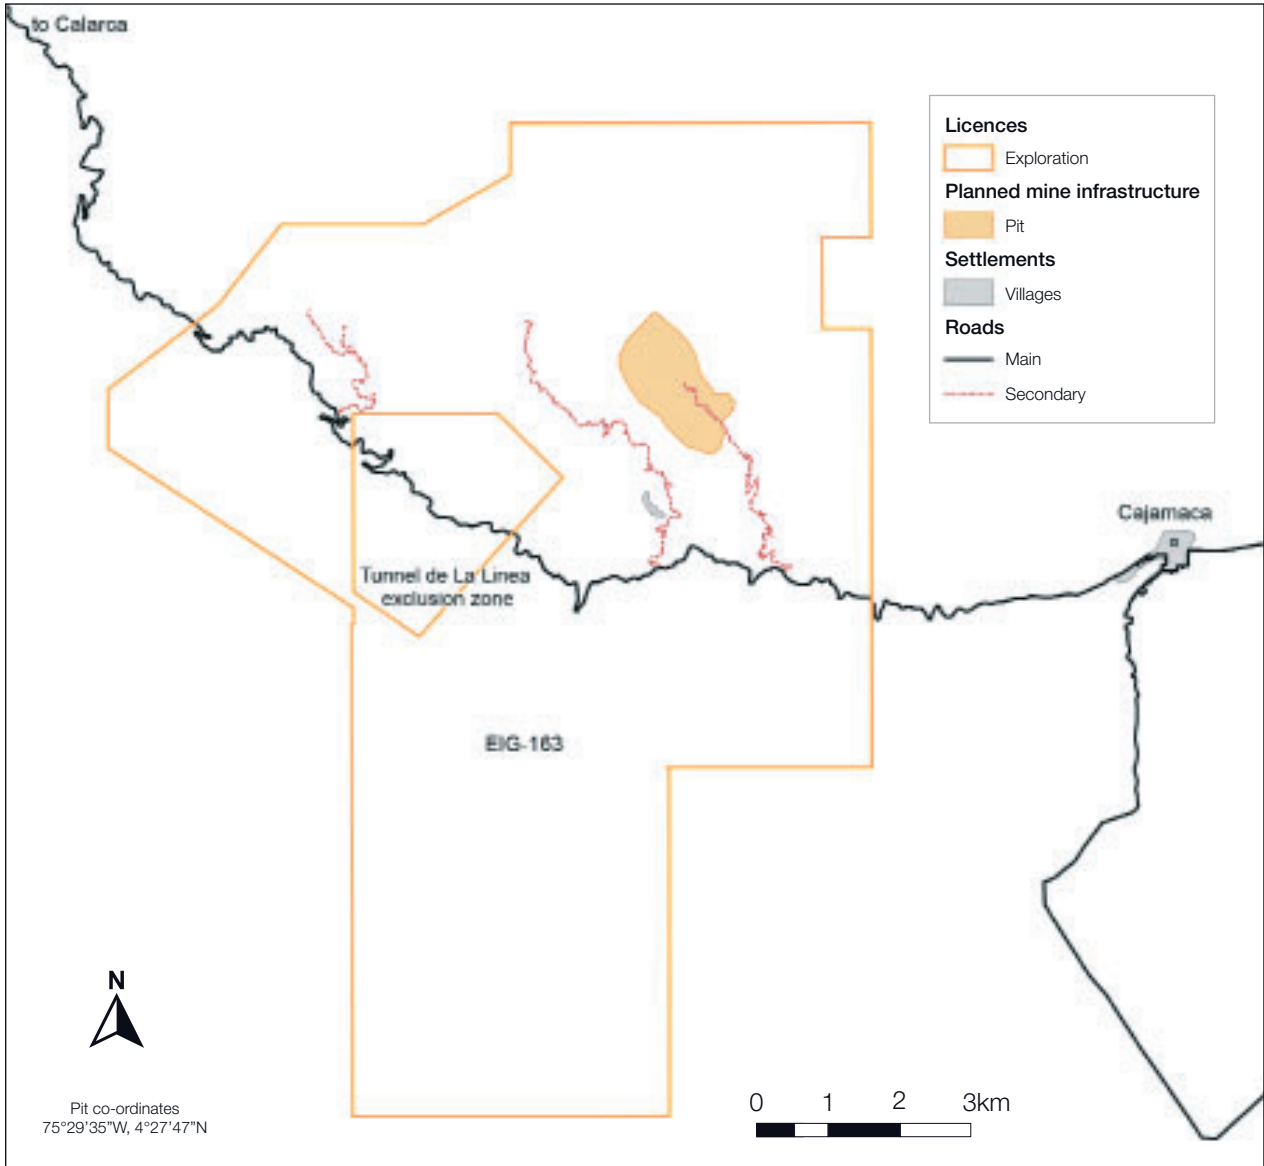 to Calarca
Licences
Exploration
Planned mine infrastructure
Pit
Settlements
Villages
Roads
Main
Secondary
Cajamaca
Tunnel de La Linea
exclusion zone
EIG-163
N
Pit co-ordinates
75°29'35"W, 4°27'47"N
0 1 2 3km